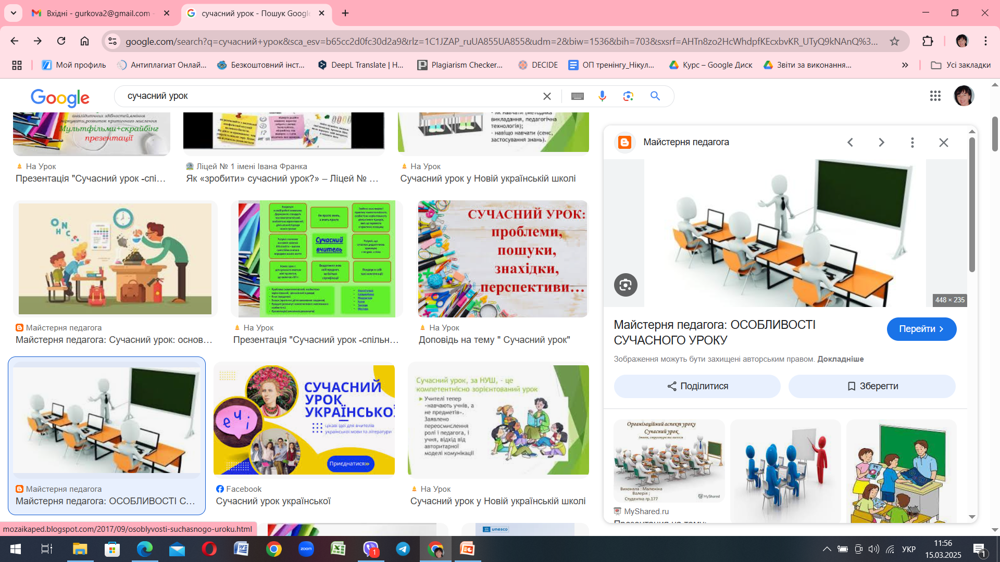 Вхідні - gurkova2@gmail.com -
сучасний урок - Пошук Google
google.com/search?q=сучасний+урок&sca_esv=b65cc2d0fc30d2a9&rlz=1C1JZAP_ruUA855UA855&udm=2&biw=1536&bih=703&sxsrf=AHTn8zo2HcWhdpfKEcxbvKR_UTyQ9kNAnQ%3...
Мой профиль
Антиплагиат Онлай...
Безкоштовний інст...
DeepL Translate | H...
Plagiarism Checker...
DECIDE
ОП тренінгу_Нікул...
Курс – Google Диск
Звіти за виконання...
Усі закладки
Google
сучасний урок
Мультфільми+скрайбінг
презентації
викладання, педагогічна
технологія);
- навіщо навчати (сенс,
застосування знань).
На Урок
Презентація "Сучасний урок -спі...
Ліцей № 1 імені Івана Франка
Як «зробити» сучасний урок?» – Ліцей № ...
На Урок
Сучасний урок у Новій українській школі
Не просто вчить,
а вчить просто
Сучасний
вчитель
СУЧАСНИЙ УРОК:
проблеми,
пошуки,
знахідки,
перспективи...
Майстерня педагога
Майстерня педагога: Сучасний урок: основ...
На Урок
Презентація "Сучасний урок -спільн...
На Урок
Доповідь на тему " Сучасний урок"
СУЧАСНИЙ
УРОК
УКРАЇНСЬКОЇ
цікаві ідеї для вчителів
української мови та літератури
Приєднатися»
Сучасний урок, за НУШ, - це
компетентнісно зорієнтований урок
Учителі тепер
«навчають учнів, а
не предметів».
Заявлено
переосмислення
ролі і педагога, і
учня, відхід від
авторитарної
моделі комунікації
Майстерня педагога
Майстерня педагога: ОСОБЛИВОСТІ С...
Facebook
Сучасний урок української
На Урок
Сучасний урок у Новій українській школі
unesco
mozaikaped.blogspot.com/2017/09/osoblyvosti-suchasnogo-uroku.html
Майстерня педагога
448 × 235
Майстерня педагога: ОСОБЛИВОСТІ
СУЧАСНОГО УРОКУ
Перейти
Зображення можуть бути захищені авторським правом. Докладніше
Поділитися
Зберегти
Організаційний аспект уроку
Сучасний урок
Виконала : Малюкіна
Валерія ;
Студентка гр.177
MyShared
MyShared.ru
Презентация на тему:
zoom
1
УКР
11:56
15.03.2025
1